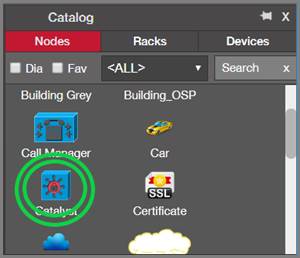 Catalog X
Nodes Racks Devices
Dia Fav <ALL> Search x
Building Grey Building_OSP
Call Manager Car
SSL
Catalyst Certificate